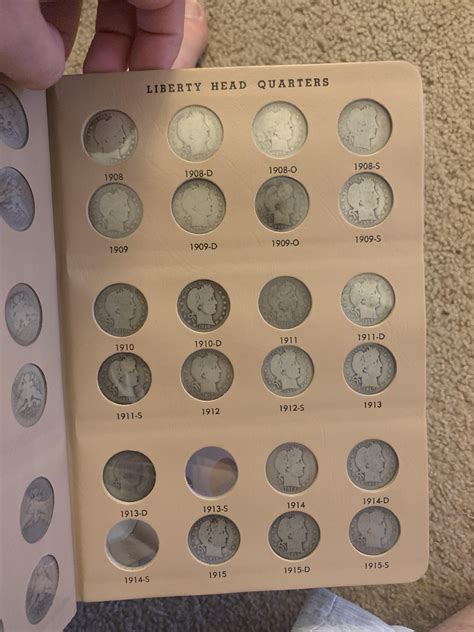 LIBERTY HEAD QUARTERS
1908 1908-D 1908-O 1908-S
1909 1909-D 1909-O 1909-S
1910 1910-D 1911 1911-D
1911-S 1912 1912-S 1913
1913-D 1913-S 1914 1914-D
1914-S 1915 1915-D 1915-S